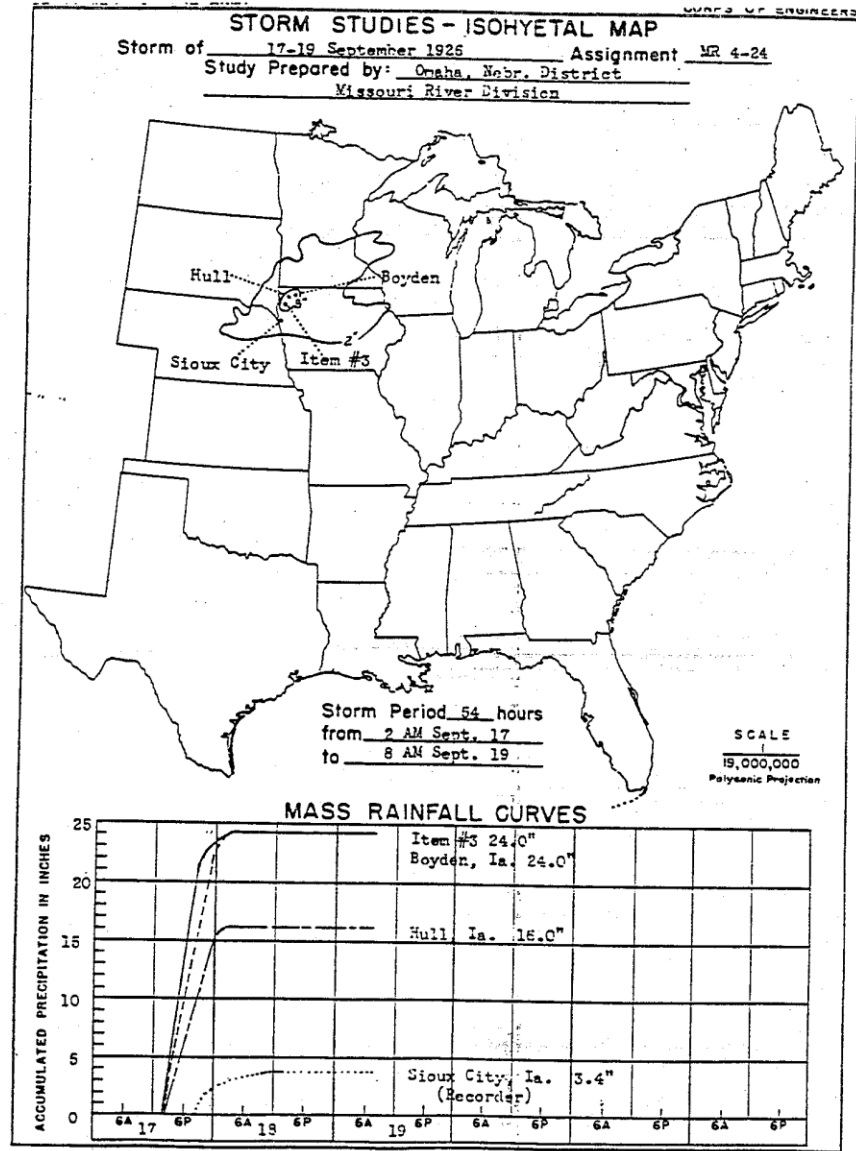 CORPS OF ENGINEERS
STORM STUDIES - ISOHYETAL MAP
Storm of 17-19 September 1926 Assignment MR 4-24
Study Prepared by: Omaha, Nebr. District
Missouri River Division
Hull
Boyden
2"
Sioux City
Item #3
Storm Period 54 hours
from 2 AM Sept. 17
to 8 AM Sept. 19
SCALE
1
19,000,000
Polyconic Projection
MASS RAINFALL CURVES
ACCUMULATED PRECIPITATION IN INCHES
25
20
15
10
5
0
Item #3 24.0"
Boyden, Ia. 24.0"
Hull, Ia. 16.0"
Sioux City, Ia. 3.4"
(Recorder)
6A 17 6P 6A 18 6P 6A 19 6P 6A 6P 6A 6P 6A 6P